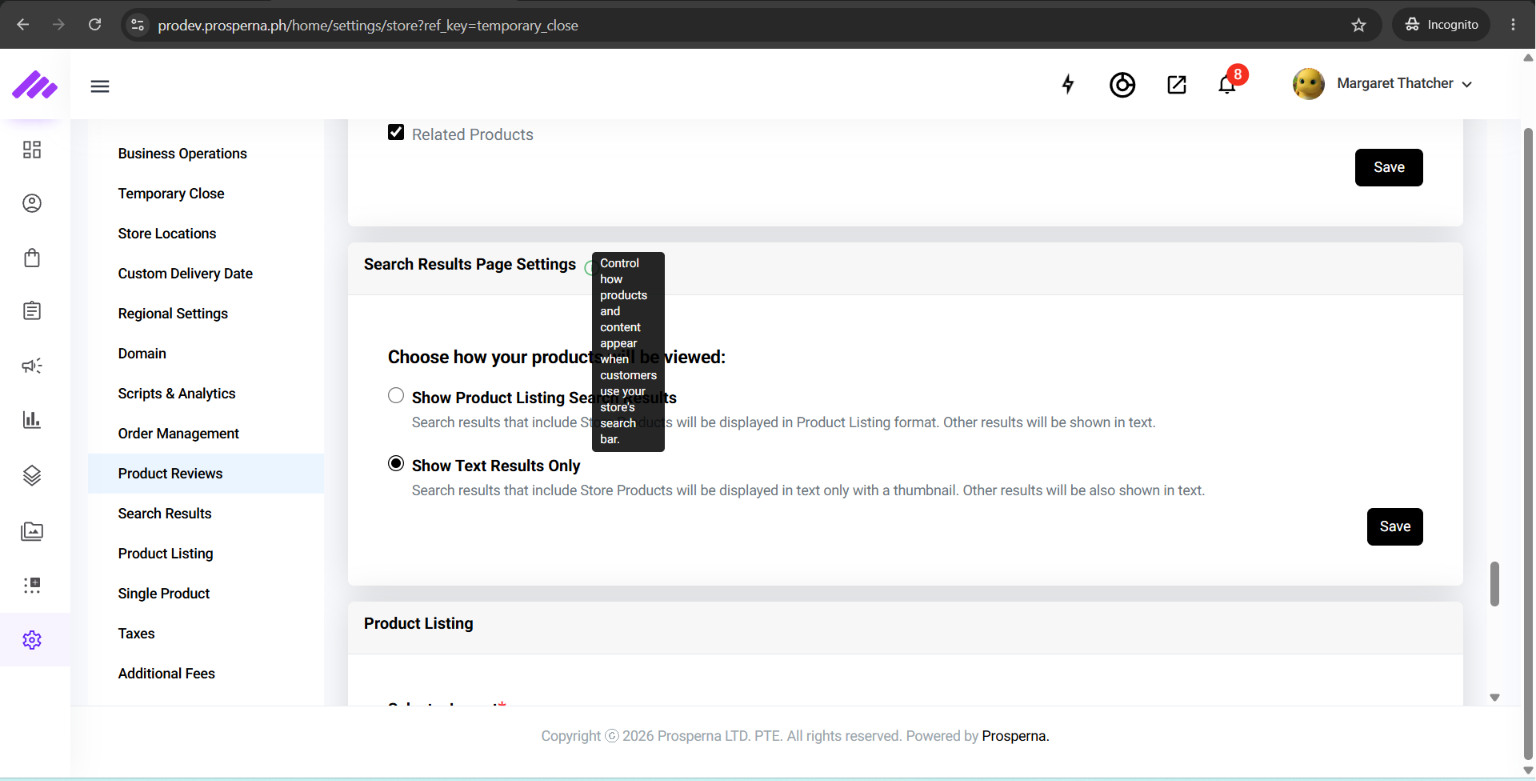 prodev.prosperna.ph/home/settings/store?ref_key=temporary_close
Incognito
8
Margaret Thatcher
Business Operations
Temporary Close
Store Locations
Custom Delivery Date
Regional Settings
Domain
Scripts & Analytics
Order Management
Product Reviews
Search Results
Product Listing
Single Product
Taxes
Additional Fees
Related Products
Save
Search Results Page Settings
Control
how
products
and
content
appear
when
customers
use your
store's
search
bar.
Choose how your products will be viewed:
Show Product Listing Search Results
Search results that include Store Products will be displayed in Product Listing format. Other results will be shown in text.
Show Text Results Only
Search results that include Store Products will be displayed in text only with a thumbnail. Other results will be also shown in text.
Save
Product Listing
Copyright © 2026 Prosperna LTD. PTE. All rights reserved. Powered by Prosperna.